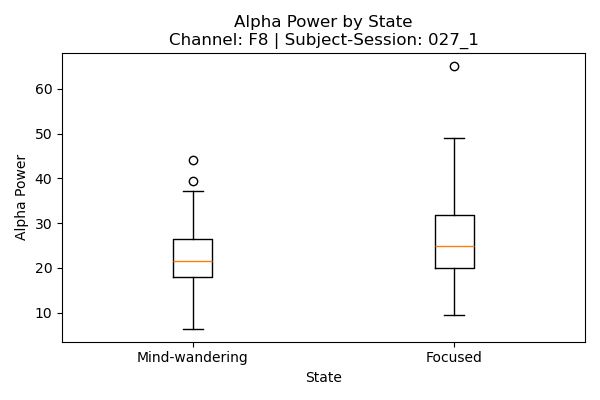 Alpha Power by State
Channel: F8 | Subject-Session: 027_1
Alpha Power
60
50
40
30
20
10
Mind-wandering
Focused
State